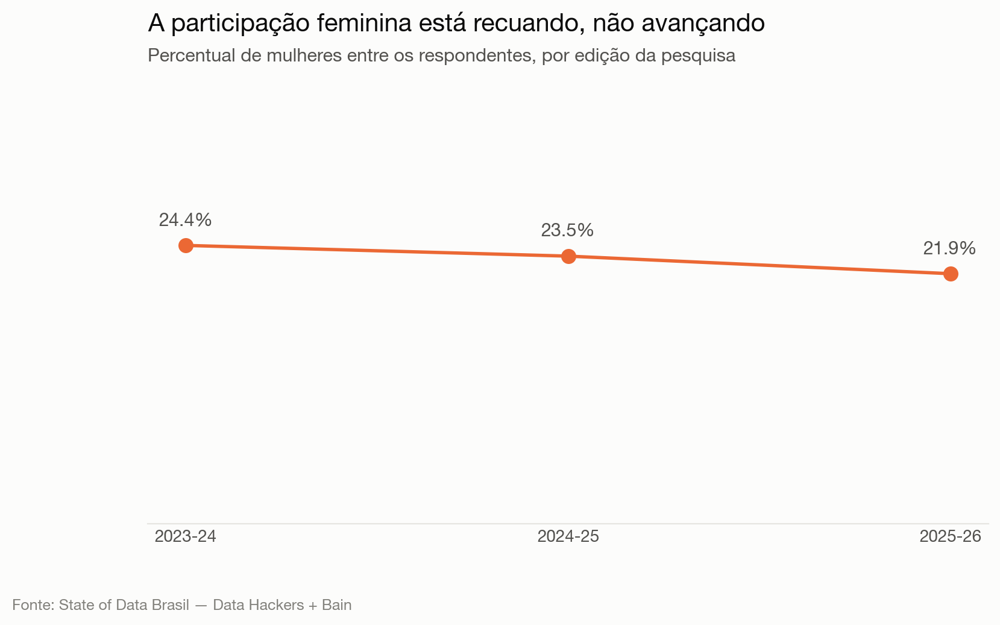 A participação feminina está recuando, não avançando
Percentual de mulheres entre os respondentes, por edição da pesquisa
24.4%
23.5%
21.9%
2023-24
2024-25
2025-26
Fonte: State of Data Brasil — Data Hackers + Bain